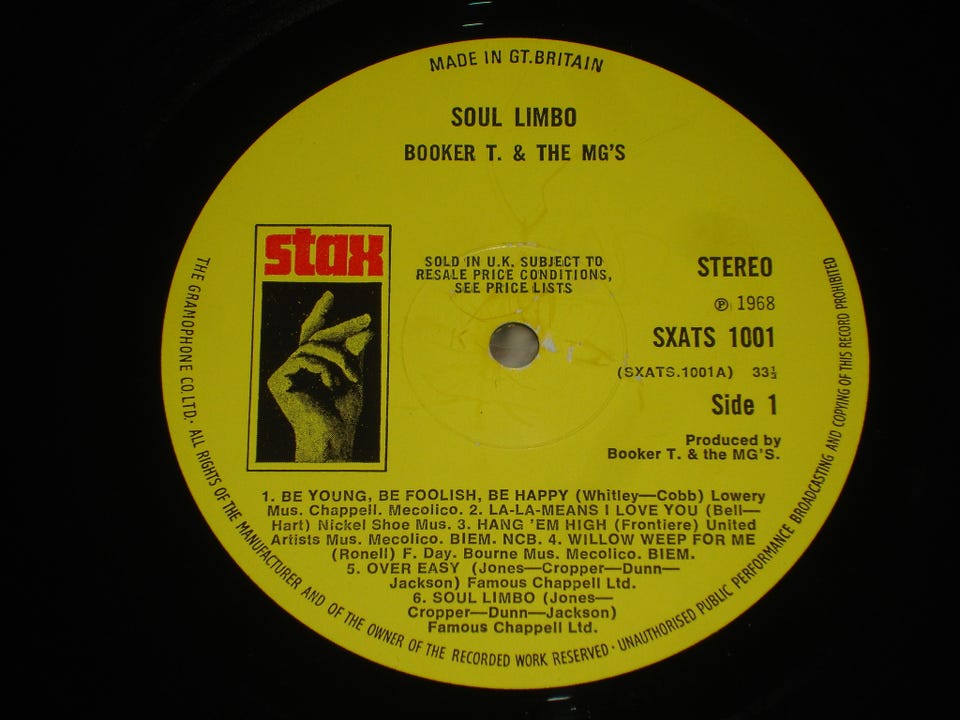 MADE IN GT.BRITAIN
SOUL LIMBO
BOOKER T. & THE MG'S
stax
SOLD IN U.K. SUBJECT TO
RESALE PRICE CONDITIONS,
SEE PRICE LISTS
STEREO
Ⓟ 1968
SXATS 1001
(SXATS.1001A) 33⅓
Side 1
Produced by
Booker T. & the MG'S.
1. BE YOUNG, BE FOOLISH, BE HAPPY (Whitley—Cobb) Lowery
Mus. Chappell. Mecolico. 2. LA-LA-MEANS I LOVE YOU (Bell—
Hart) Nickel Shoe Mus. 3. HANG 'EM HIGH (Frontiere) United
Artists Mus. Mecolico. BIEM. NCB. 4. WILLOW WEEP FOR ME
(Ronell) F. Day. Bourne Mus. Mecolico. BIEM.
5. OVER EASY (Jones—Cropper—Dunn—
Jackson) Famous Chappell Ltd.
6. SOUL LIMBO (Jones—
Cropper—Dunn—Jackson)
Famous Chappell Ltd.
THE GRAMOPHONE CO.LTD. · ALL RIGHTS OF THE MANUFACTURER AND OF THE OWNER OF THE RECORDED WORK RESERVED · UNAUTHORISED PUBLIC PERFORMANCE BROADCASTING AND COPYING OF THIS RECORD PROHIBITED